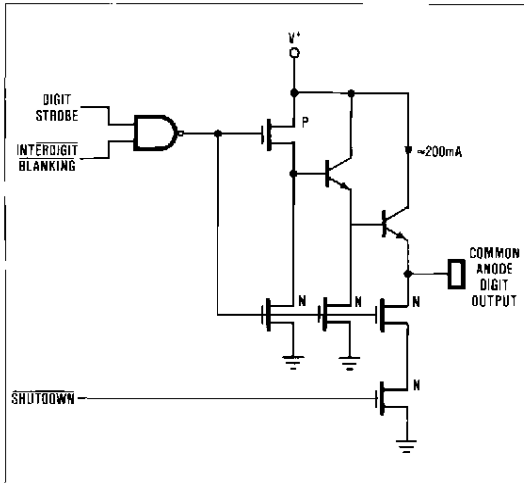 V+
DIGIT
STROBE
INTERDIGIT
BLANKING
P
≈200mA
COMMON
ANODE
DIGIT
OUTPUT
N
N
N
N
SHUTDOWN